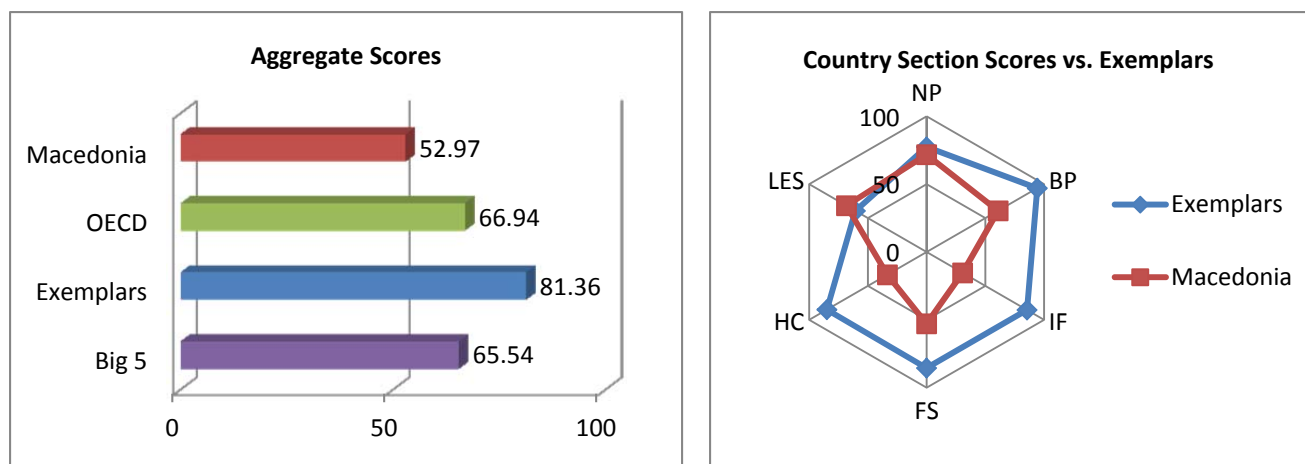 Aggregate Scores
Macedonia
52.97
OECD
66.94
Exemplars
81.36
Big 5
65.54
0
50
100
Country Section Scores vs. Exemplars
NP
100
LES
50
BP
0
HC
IF
FS
Exemplars
Macedonia